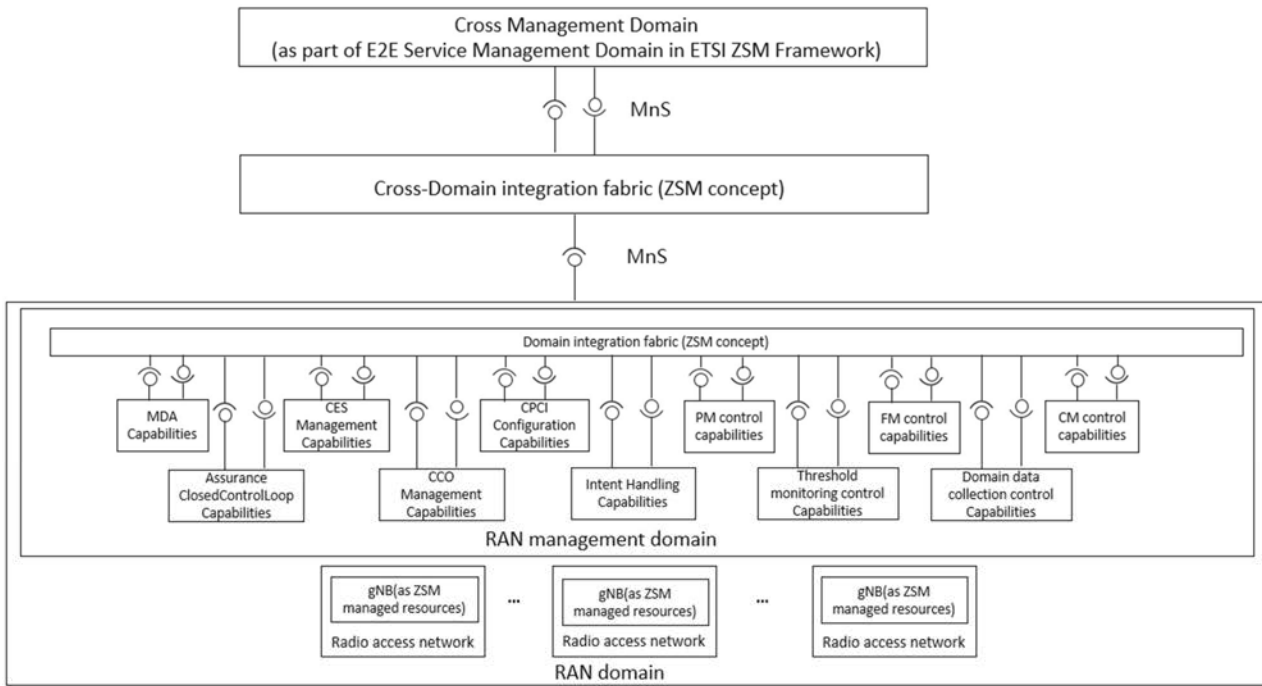 Cross Management Domain
(as part of E2E Service Management Domain in ETSI ZSM Framework)
MnS
Cross-Domain integration fabric (ZSM concept)
MnS
Domain integration fabric (ZSM concept)
MDA
Capabilities
CES
Management
Capabilities
CPCI
Configuration
Capabilities
PM control
capabilities
FM control
capabilities
CM control
capabilities
Assurance
ClosedControlLoop
Capabilities
CCO
Management
Capabilities
Intent Handling
Capabilities
Threshold
monitoring control
Capabilities
Domain data
collection control
Capabilities
RAN management domain
gNB(as ZSM
managed resources)
Radio access network
...
gNB(as ZSM
managed resources)
Radio access network
...
gNB(as ZSM
managed resources)
Radio access network
RAN domain